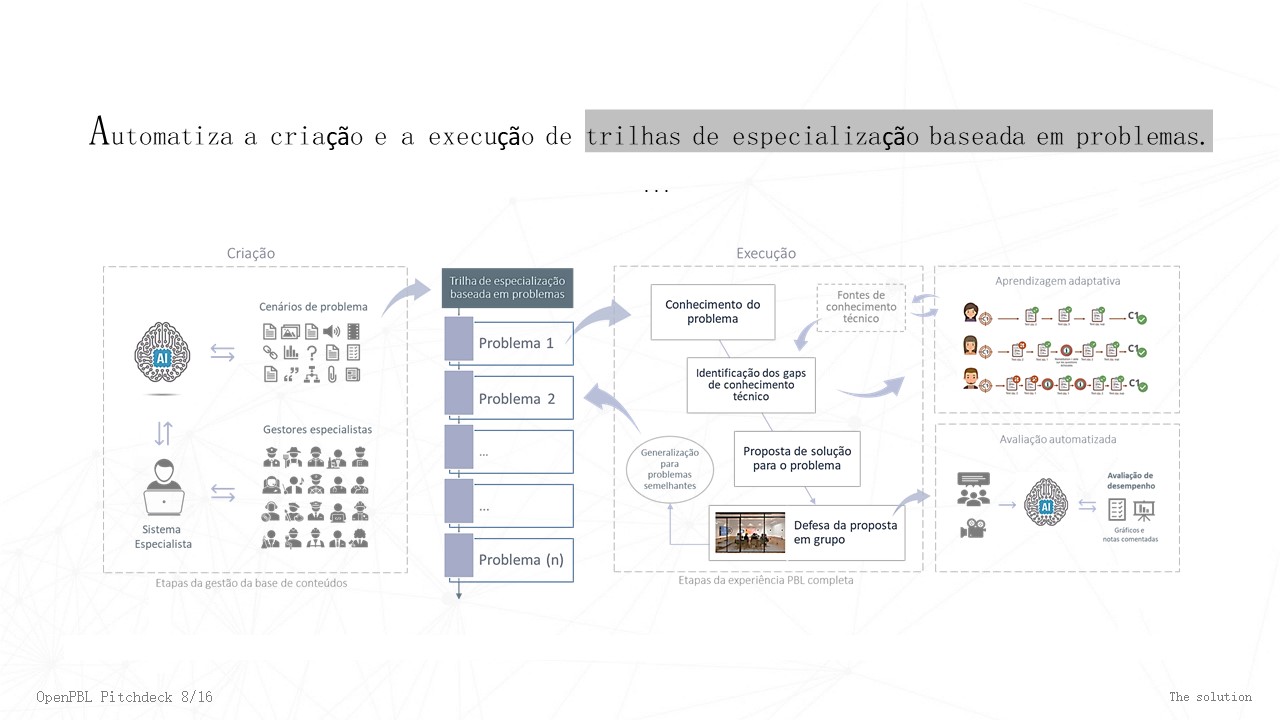 Automatiza a criação e a execução de trilhas de especialização baseada em problemas.
...
Criação
Cenários de problema
AI
Gestores especialistas
Sistema
Especialista
Etapas da gestão da base de conteúdos
Trilha de especialização
baseada em problemas
Problema 1
Problema 2
...
...
Problema (n)
Execução
Conhecimento do
problema
Fontes de
conhecimento
técnico
Identificação dos gaps
de conhecimento
técnico
Proposta de solução
para o problema
Generalização
para
problemas
semelhantes
Defesa da proposta
em grupo
Etapas da experiência PBL completa
Aprendizagem adaptativa
C1
C1
C1
Avaliação automatizada
AI
Avaliação de
desempenho
Gráficos e
notas comentadas
OpenPBL Pitchdeck 8/16
The solution